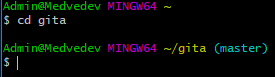 Admin@Medvedev MINGW64 ~
$ cd gita
Admin@Medvedev MINGW64 ~/gita (master)
$